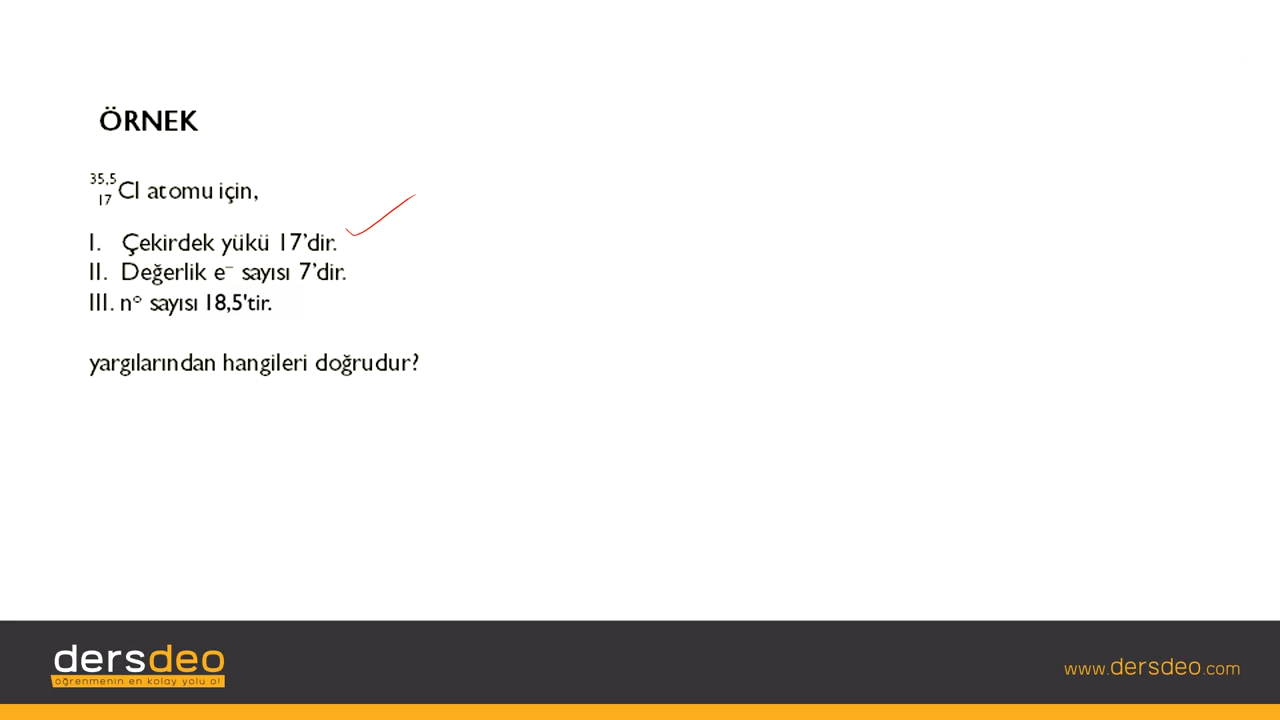 ÖRNEK
35,5
17 Cl atomu için,
I. Çekirdek yükü 17’dir.
II. Değerlik e⁻ sayısı 7’dir.
III. n° sayısı 18,5'tir.
yargılarından hangileri doğrudur?
dersdeo
öğrenmenin en kolay yolu o!
www.dersdeo.com